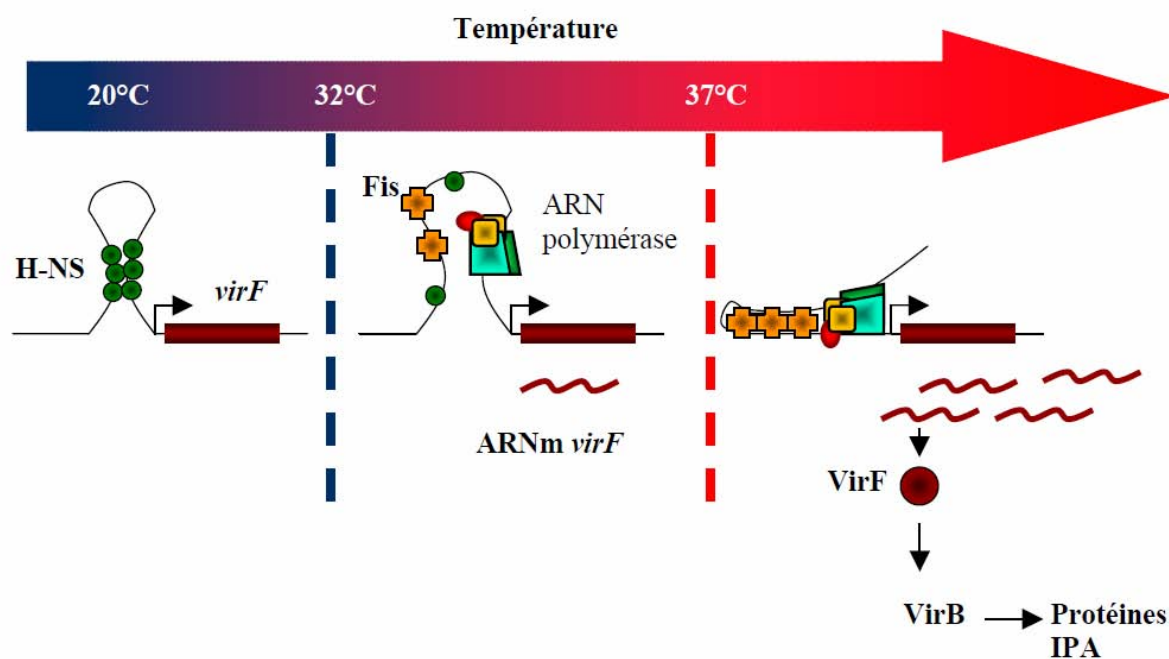 Température
20°C
32°C
37°C
Fis
ARN
polymérase
H-NS
virF
ARNm virF
VirF
VirB
Protéines
IPA